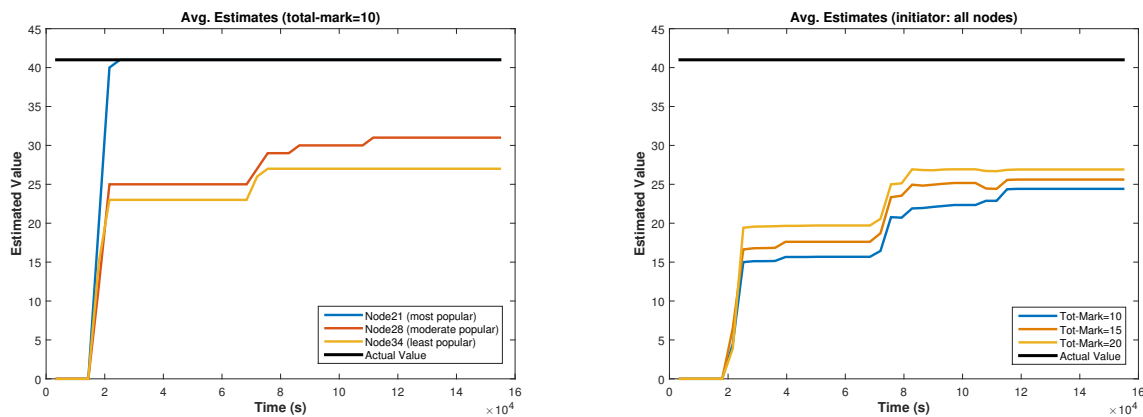 Avg. Estimates (total-mark=10)
45
40
35
30
25
20
15
10
5
0
Estimated Value
Node21 (most popular)
Node28 (moderate popular)
Node34 (least popular)
Actual Value
0 2 4 6 8 10 12 14 16
Time (s)
×10⁴
Avg. Estimates (initiator: all nodes)
45
40
35
30
25
20
15
10
5
0
Estimated Value
Tot-Mark=10
Tot-Mark=15
Tot-Mark=20
Actual Value
0 2 4 6 8 10 12 14 16
Time (s)
×10⁴